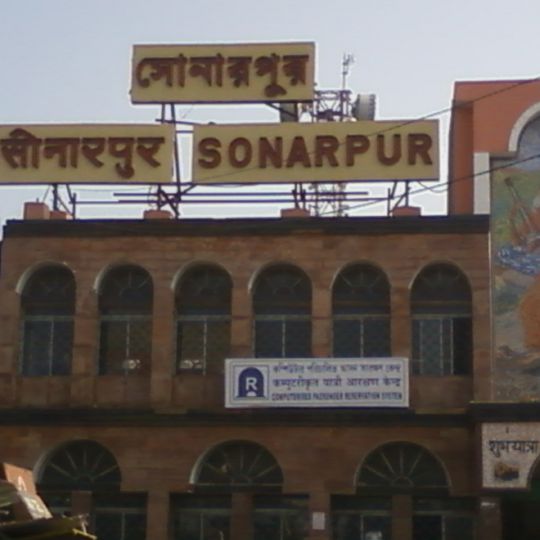 সোনারপুর
सोनारपुर
SONARPUR
R
कम्प्युटरीकृत यात्री आरक्षण केन्द्र
COMPUTERISED PASSENGER RESERVATION SYSTEM
शुभयात्रा